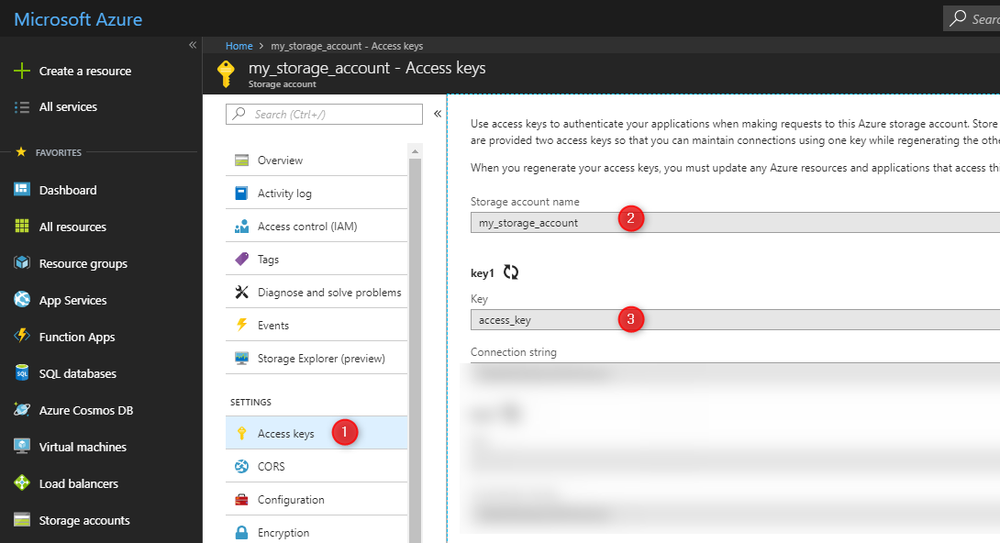 Microsoft Azure
Sear
Home > my_storage_account - Access keys
my_storage_account - Access keys
Storage account
Create a resource
All services
FAVORITES
Dashboard
All resources
Resource groups
App Services
Function Apps
SQL databases
Azure Cosmos DB
Virtual machines
Load balancers
Storage accounts
Search (Ctrl+/)
Overview
Activity log
Access control (IAM)
Tags
Diagnose and solve problems
Events
Storage Explorer (preview)
SETTINGS
Access keys 1
CORS
Configuration
Encryption
Use access keys to authenticate your applications when making requests to this Azure storage account. Store
are provided two access keys so that you can maintain connections using one key while regenerating the othe
When you regenerate your access keys, you must update any Azure resources and applications that access thi
Storage account name
my_storage_account 2
key1
Key
access_key 3
Connection string